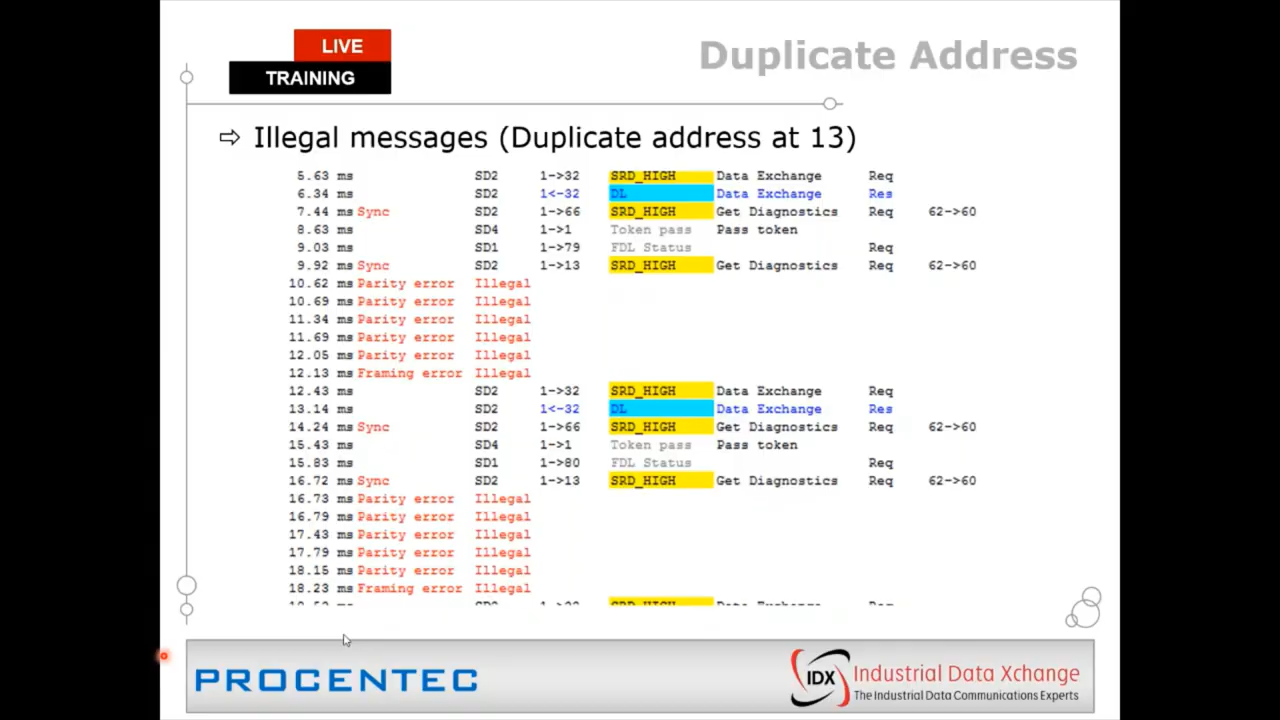 LIVE
TRAINING
Duplicate Address
⇨ Illegal messages (Duplicate address at 13)
5.63 ms SD2 1->32 SRD_HIGH Data Exchange Req
6.34 ms SD2 1<-32 DL Data Exchange Res
7.44 ms Sync SD2 1->66 SRD_HIGH Get Diagnostics Req 62->60
8.63 ms SD4 1->1 Token pass Pass token
9.03 ms SD1 1->79 FDL Status Req
9.92 ms Sync SD2 1->13 SRD_HIGH Get Diagnostics Req 62->60
10.62 ms Parity error Illegal
10.69 ms Parity error Illegal
11.34 ms Parity error Illegal
11.69 ms Parity error Illegal
12.05 ms Parity error Illegal
12.13 ms Framing error Illegal
12.43 ms SD2 1->32 SRD_HIGH Data Exchange Req
13.14 ms SD2 1<-32 DL Data Exchange Res
14.24 ms Sync SD2 1->66 SRD_HIGH Get Diagnostics Req 62->60
15.43 ms SD4 1->1 Token pass Pass token
15.83 ms SD1 1->80 FDL Status Req
16.72 ms Sync SD2 1->13 SRD_HIGH Get Diagnostics Req 62->60
16.73 ms Parity error Illegal
16.79 ms Parity error Illegal
17.43 ms Parity error Illegal
17.79 ms Parity error Illegal
18.15 ms Parity error Illegal
18.23 ms Framing error Illegal
PROCENTEC
IDX Industrial Data Xchange
The Industrial Data Communications Experts